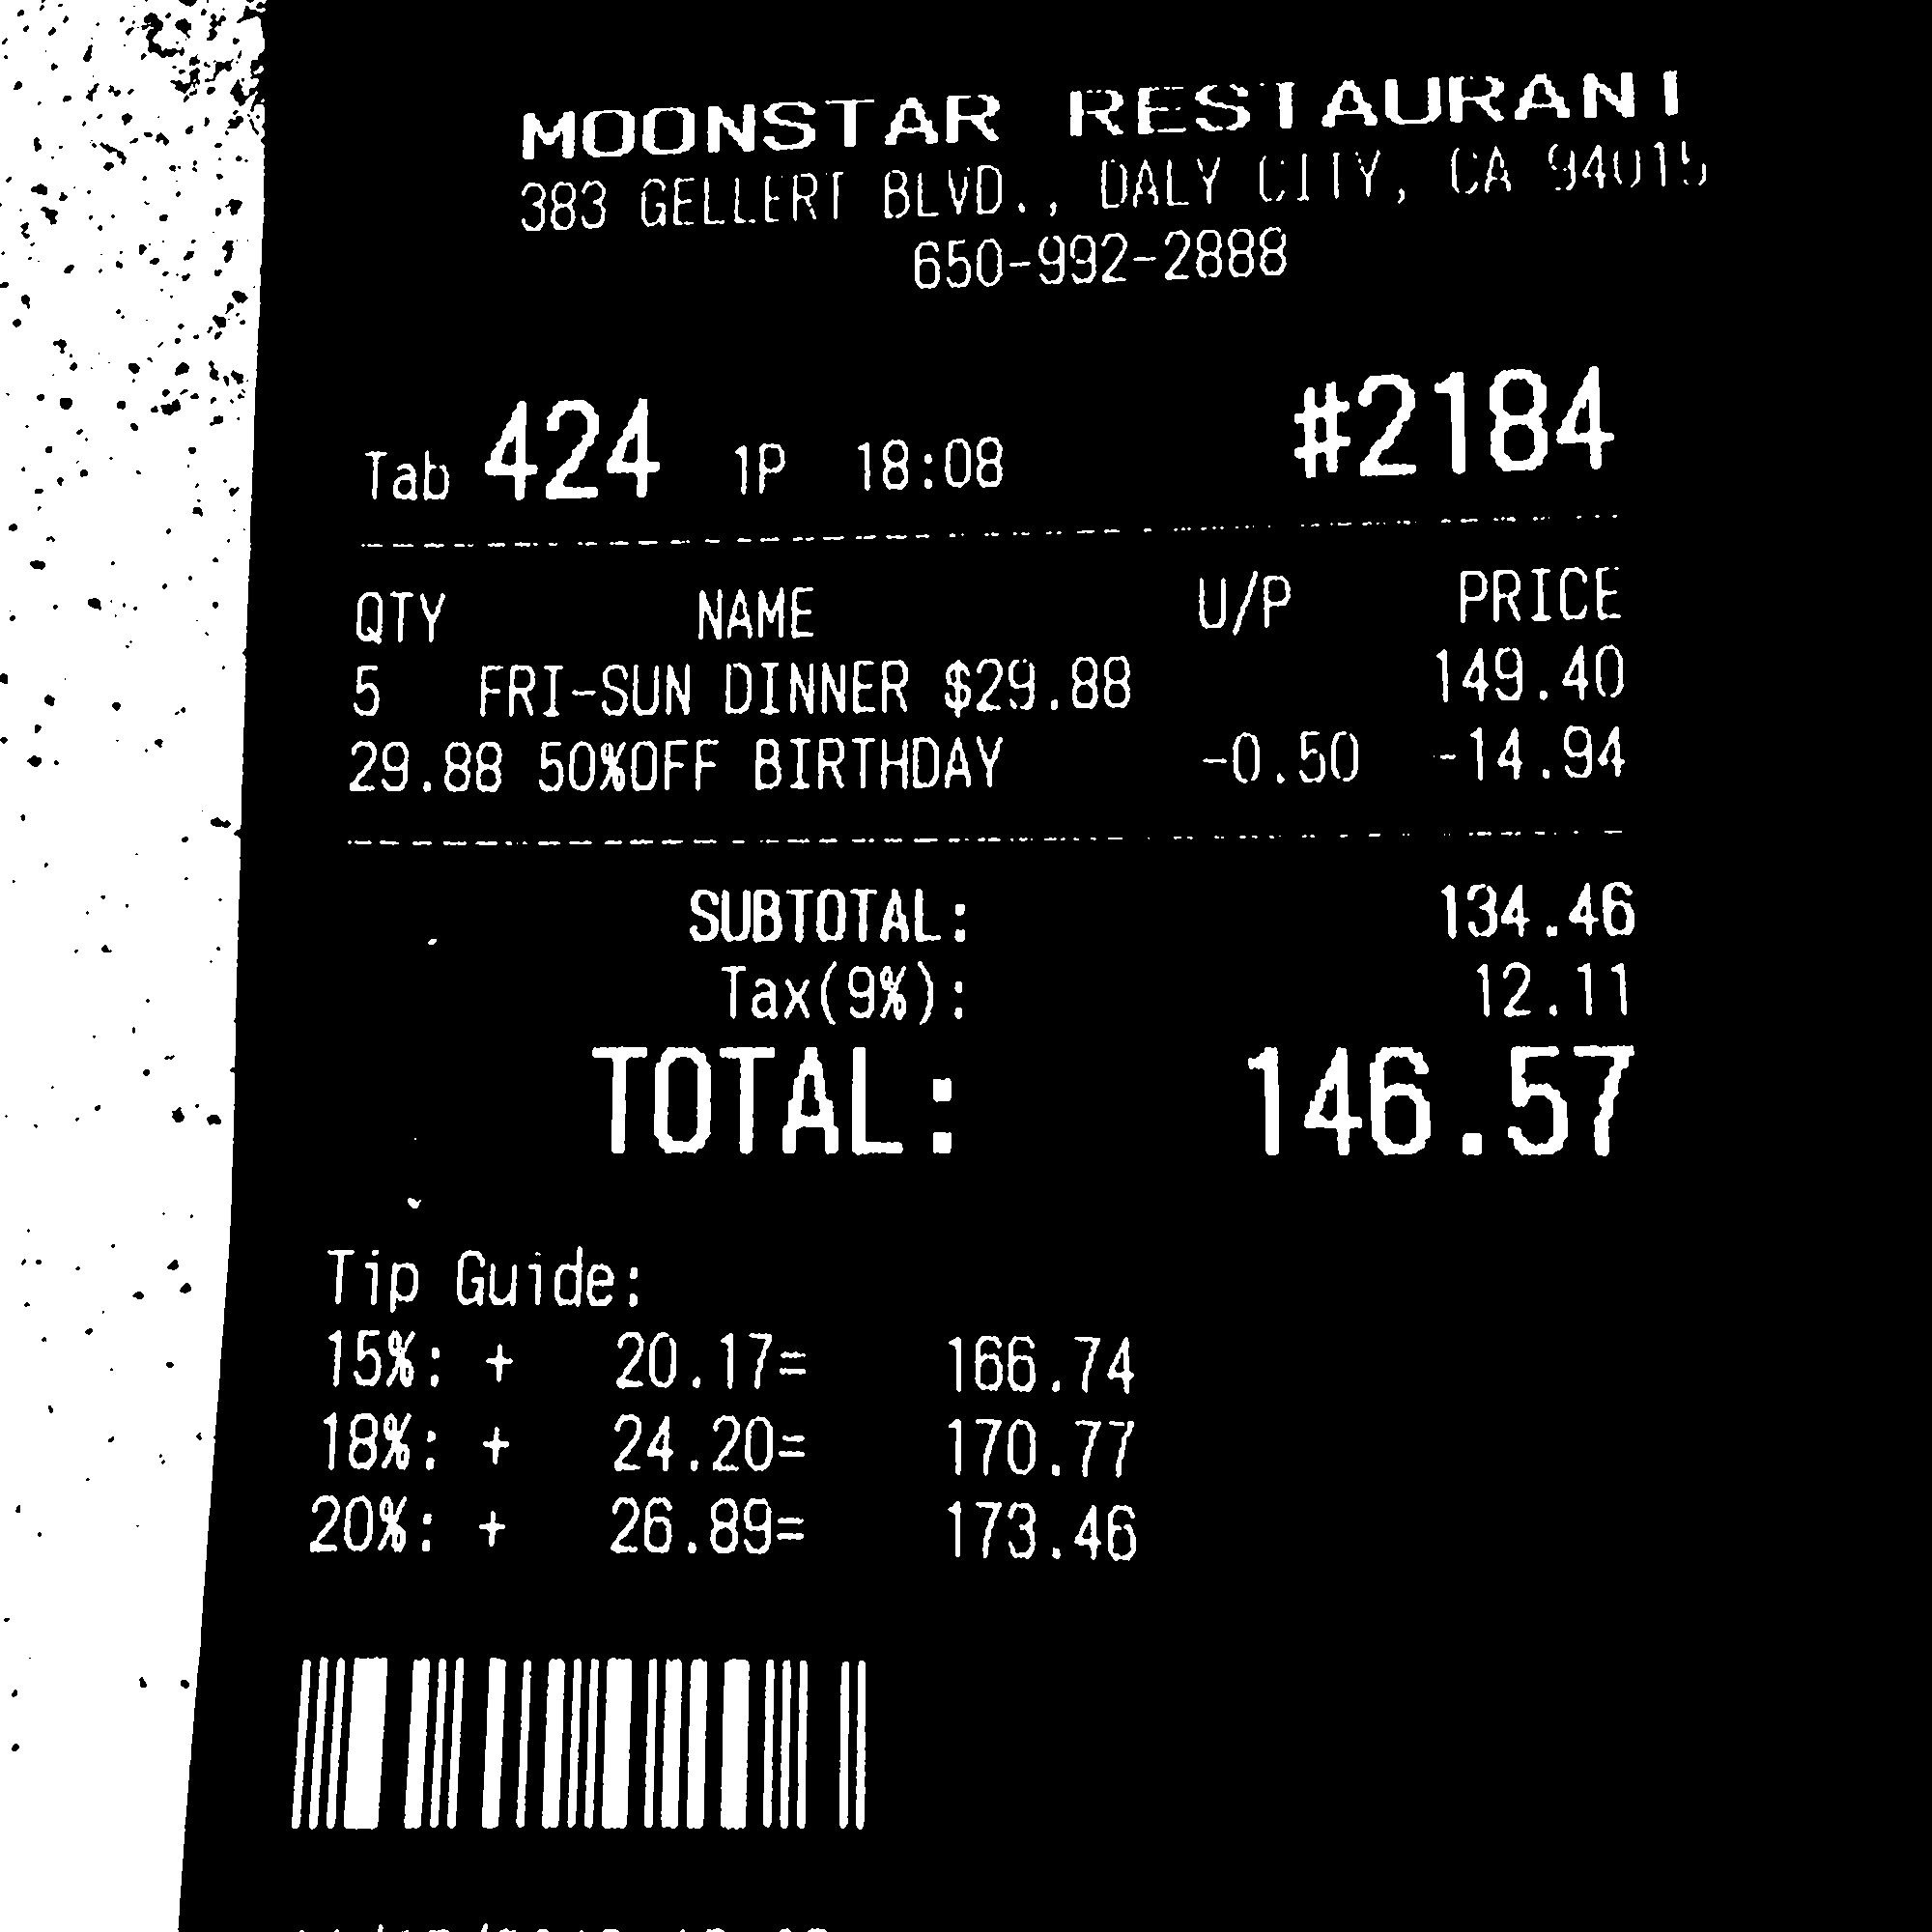 MOONSTAR RESTAURANT
383 GELLERT BLVD., DALY CITY, CA 94015
650-992-2888
Tab 424 1P 18:08 #2184
QTY NAME U/P PRICE
5 FRI-SUN DINNER $29.88 149.40
29.88 50%OFF BIRTHDAY -0.50 -14.94
SUBTOTAL: 134.46
Tax(9%): 12.11
TOTAL: 146.57
Tip Guide:
15%: + 20.17= 166.74
18%: + 24.20= 170.77
20%: + 26.89= 173.46